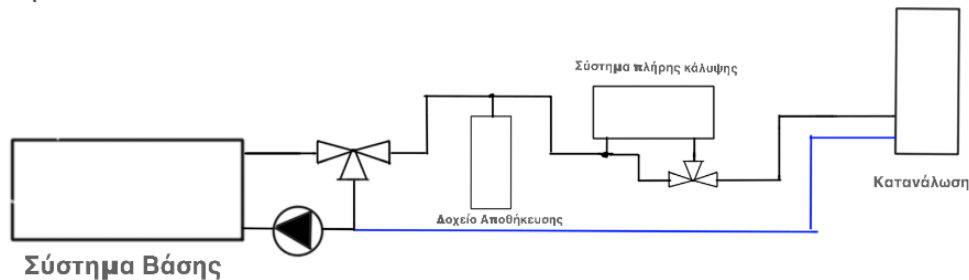 Σύστημα πλήρης κάλυψης
Κατανάλωση
Δοχείο Αποθήκευσης
Σύστημα Βάσης